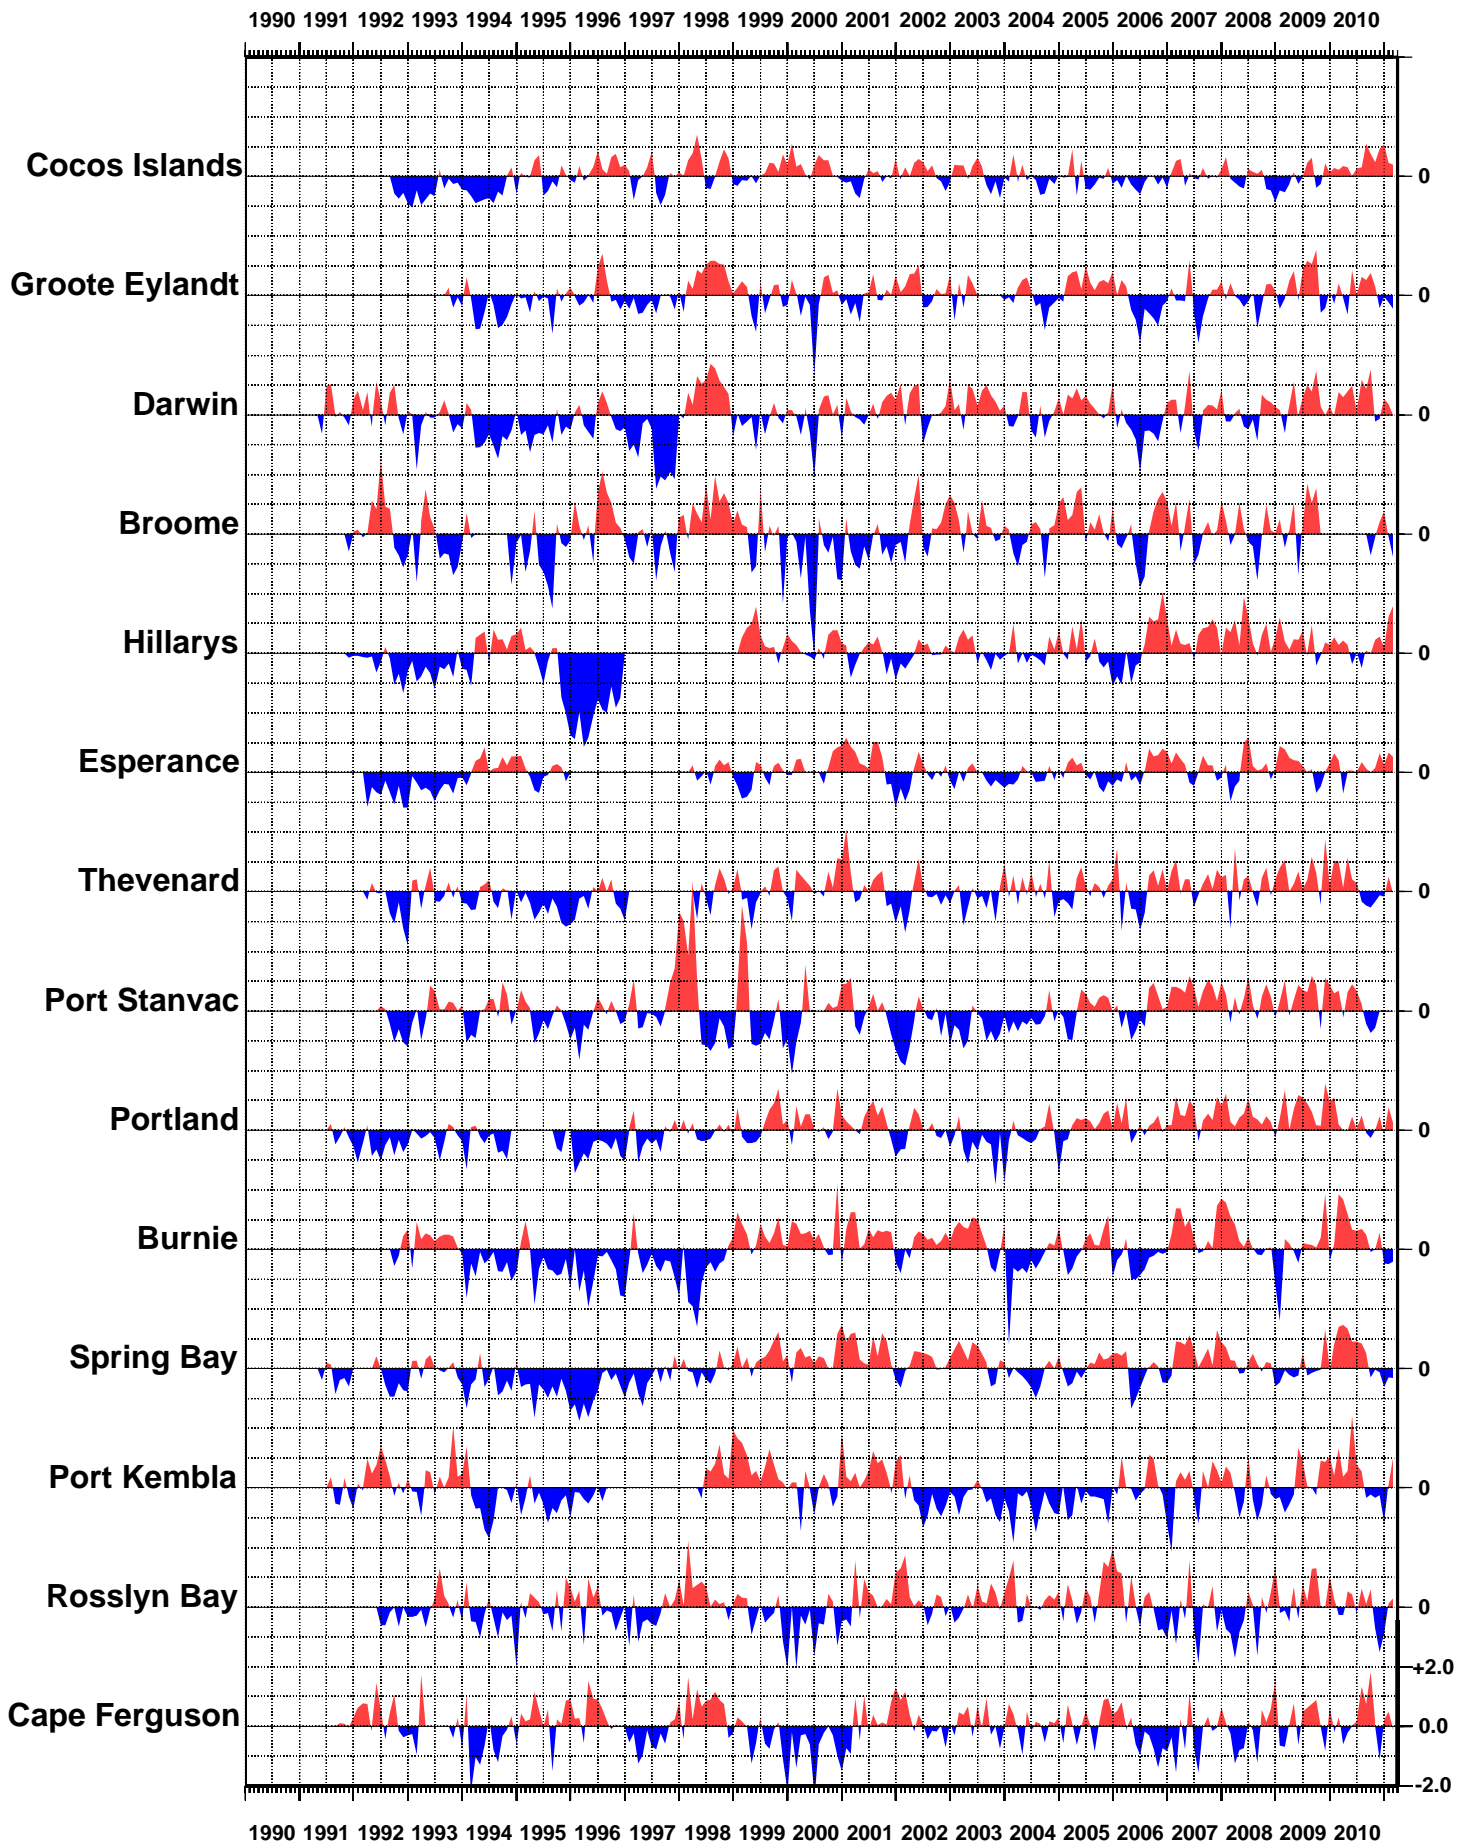 1990 1991 1992 1993 1994 1995 1996 1997 1998 1999 2000 2001 2002 2003 2004 2005 2006 2007 2008 2009 2010
Cocos Islands 0
Groote Eylandt 0
Darwin 0
Broome 0
Hillarys 0
Esperance 0
Thevenard 0
Port Stanvac 0
Portland 0
Burnie 0
Spring Bay 0
Port Kembla 0
Rosslyn Bay 0
+2.0
Cape Ferguson 0.0
-2.0
1990 1991 1992 1993 1994 1995 1996 1997 1998 1999 2000 2001 2002 2003 2004 2005 2006 2007 2008 2009 2010